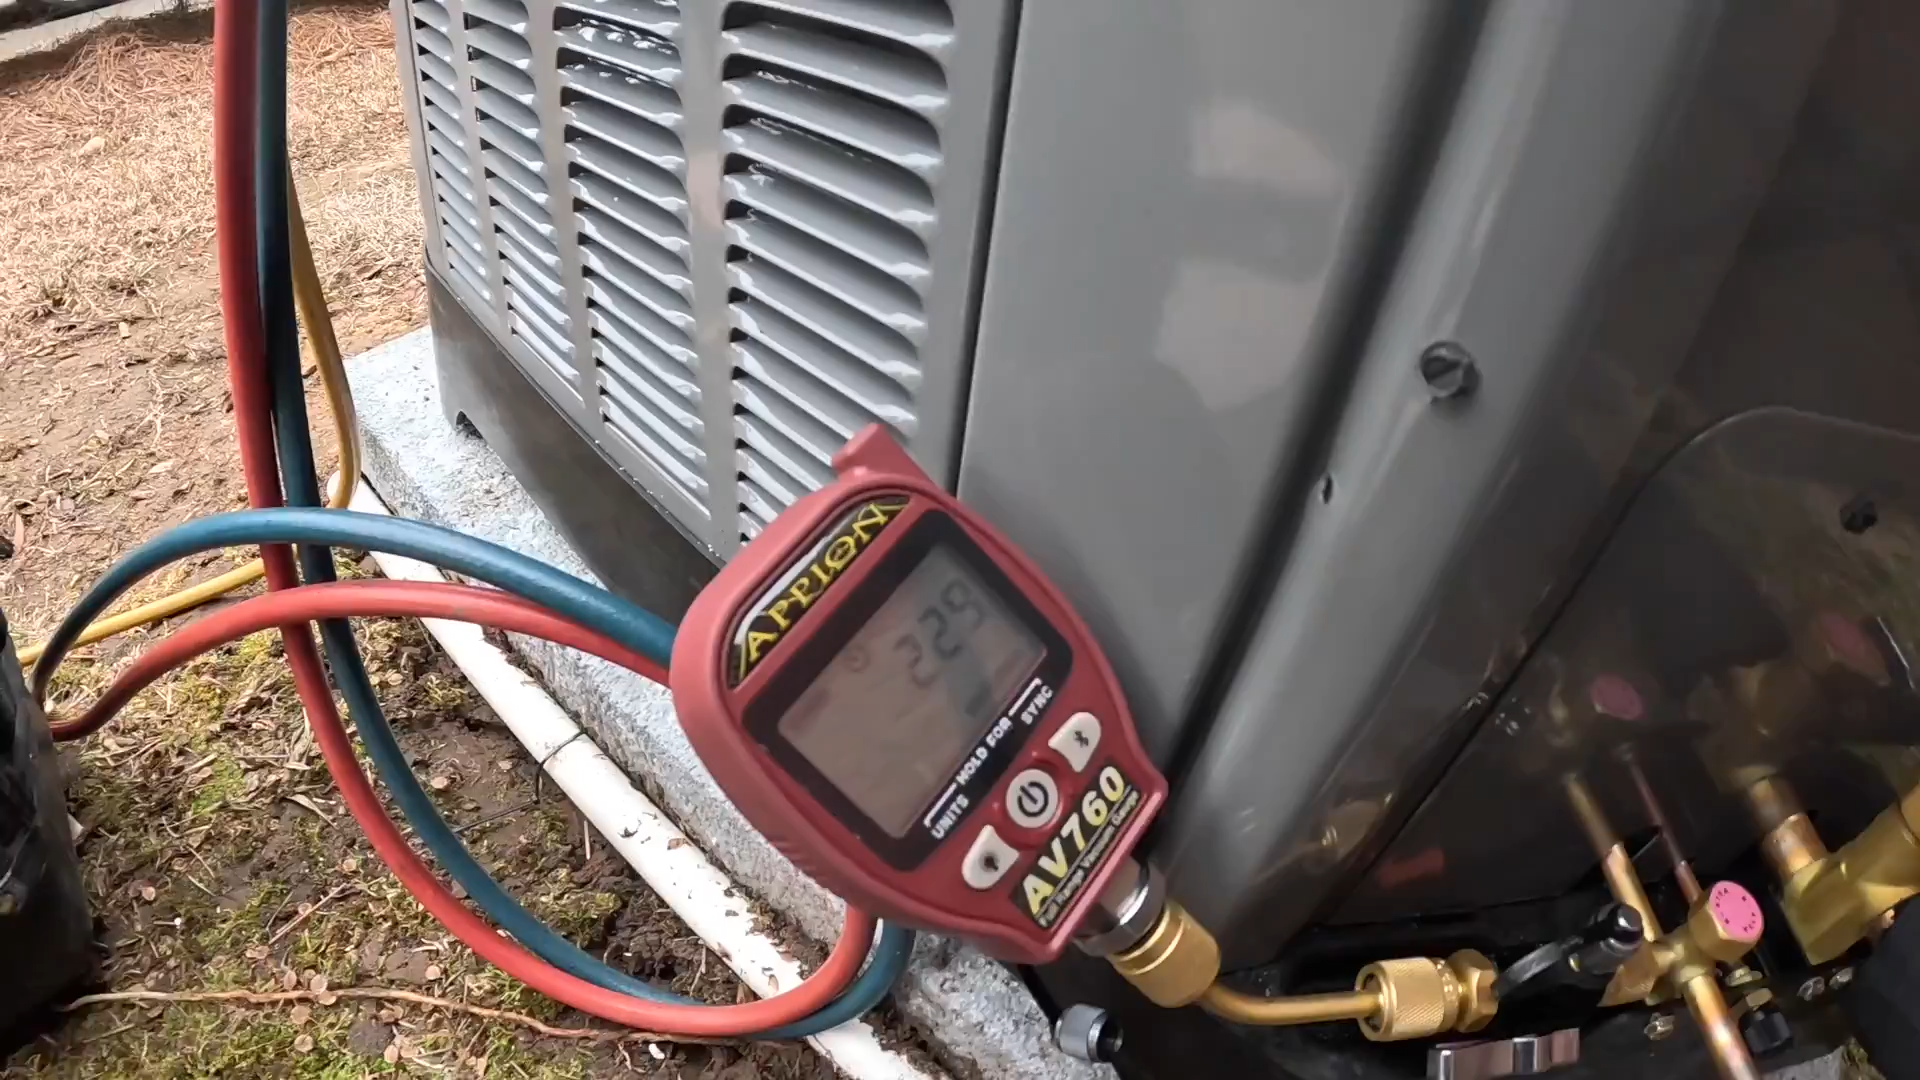 APPION
229
UNITS HOLD FOR SYNC
AV760
Full Range Vacuum Gauge